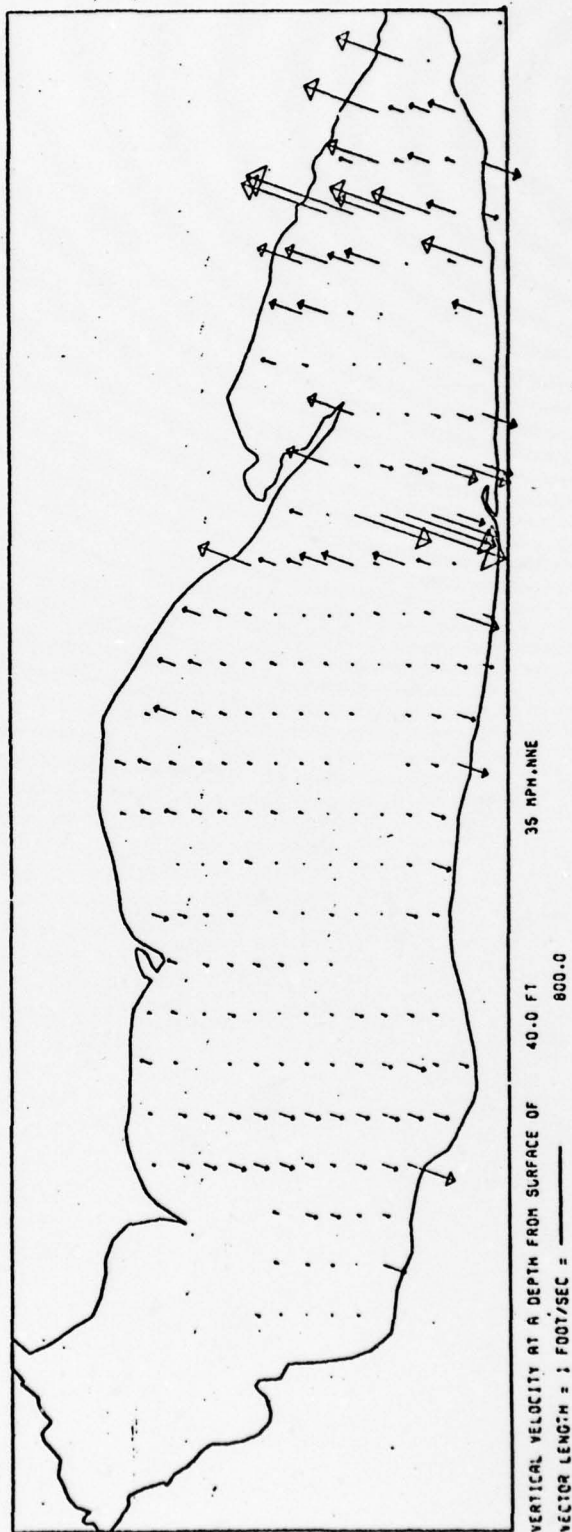 VERTICAL VELOCITY AT A DEPTH FROM SURFACE OF 40.0 FT 35 MPH,NNE
VECTOR LENGTH = 1 FOOT/SEC = 800.0